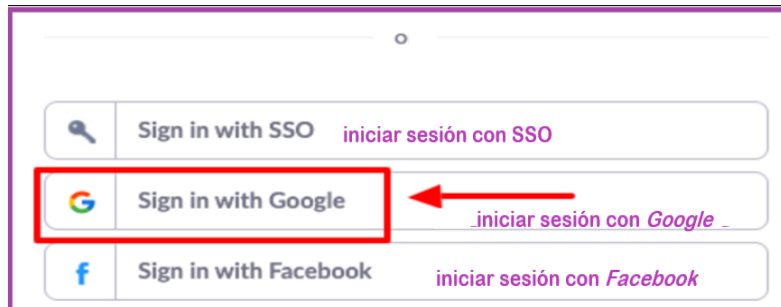 o
Sign in with SSO iniciar sesión con SSO
Sign in with Google
iniciar sesión con Google
Sign in with Facebook iniciar sesión con Facebook